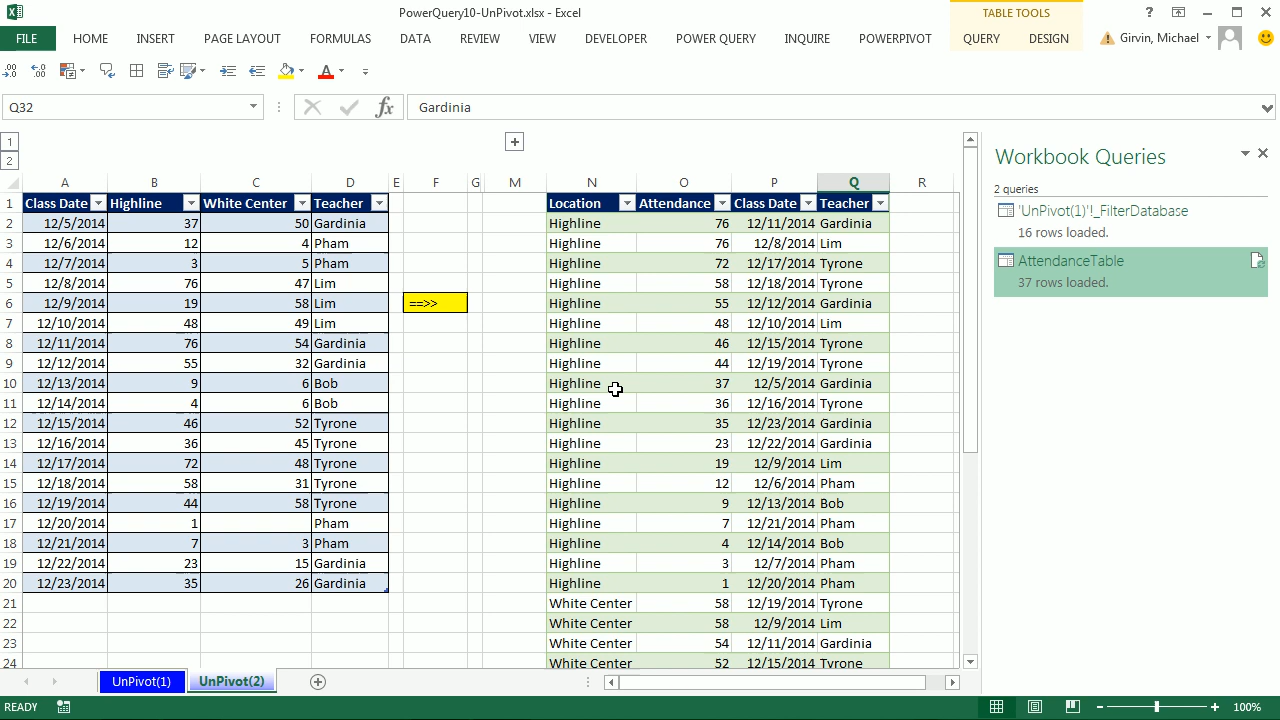 PowerQuery10-UnPivot.xlsx - Excel
TABLE TOOLS
?
FILE HOME INSERT PAGE LAYOUT FORMULAS DATA REVIEW VIEW DEVELOPER POWER QUERY INQUIRE POWERPIVOT QUERY DESIGN Girvin, Michael
Q32 Gardinia
1
2
Workbook Queries
2 queries
'UnPivot(1)'!_FilterDatabase
16 rows loaded.
AttendanceTable
37 rows loaded.
A B C D E F G M N O P Q R
1 Class Date Highline White Center Teacher Location Attendance Class Date Teacher
2 12/5/2014 37 50 Gardinia Highline 76 12/11/2014 Gardinia
3 12/6/2014 12 4 Pham Highline 76 12/8/2014 Lim
4 12/7/2014 3 5 Pham Highline 72 12/17/2014 Tyrone
5 12/8/2014 76 47 Lim Highline 58 12/18/2014 Tyrone
6 12/9/2014 19 58 Lim ==>> Highline 55 12/12/2014 Gardinia
7 12/10/2014 48 49 Lim Highline 48 12/10/2014 Lim
8 12/11/2014 76 54 Gardinia Highline 46 12/15/2014 Tyrone
9 12/12/2014 55 32 Gardinia Highline 44 12/19/2014 Tyrone
10 12/13/2014 9 6 Bob Highline 37 12/5/2014 Gardinia
11 12/14/2014 4 6 Bob Highline 36 12/16/2014 Tyrone
12 12/15/2014 46 52 Tyrone Highline 35 12/23/2014 Gardinia
13 12/16/2014 36 45 Tyrone Highline 23 12/22/2014 Gardinia
14 12/17/2014 72 48 Tyrone Highline 19 12/9/2014 Lim
15 12/18/2014 58 31 Tyrone Highline 12 12/6/2014 Pham
16 12/19/2014 44 58 Tyrone Highline 9 12/13/2014 Bob
17 12/20/2014 1 Pham Highline 7 12/21/2014 Pham
18 12/21/2014 7 3 Pham Highline 4 12/14/2014 Bob
19 12/22/2014 23 15 Gardinia Highline 3 12/7/2014 Pham
20 12/23/2014 35 26 Gardinia Highline 1 12/20/2014 Pham
21 White Center 58 12/19/2014 Tyrone
22 White Center 58 12/9/2014 Lim
23 White Center 54 12/11/2014 Gardinia
24 White Center 52 12/15/2014 Tyrone
UnPivot(1) UnPivot(2)
READY 100%